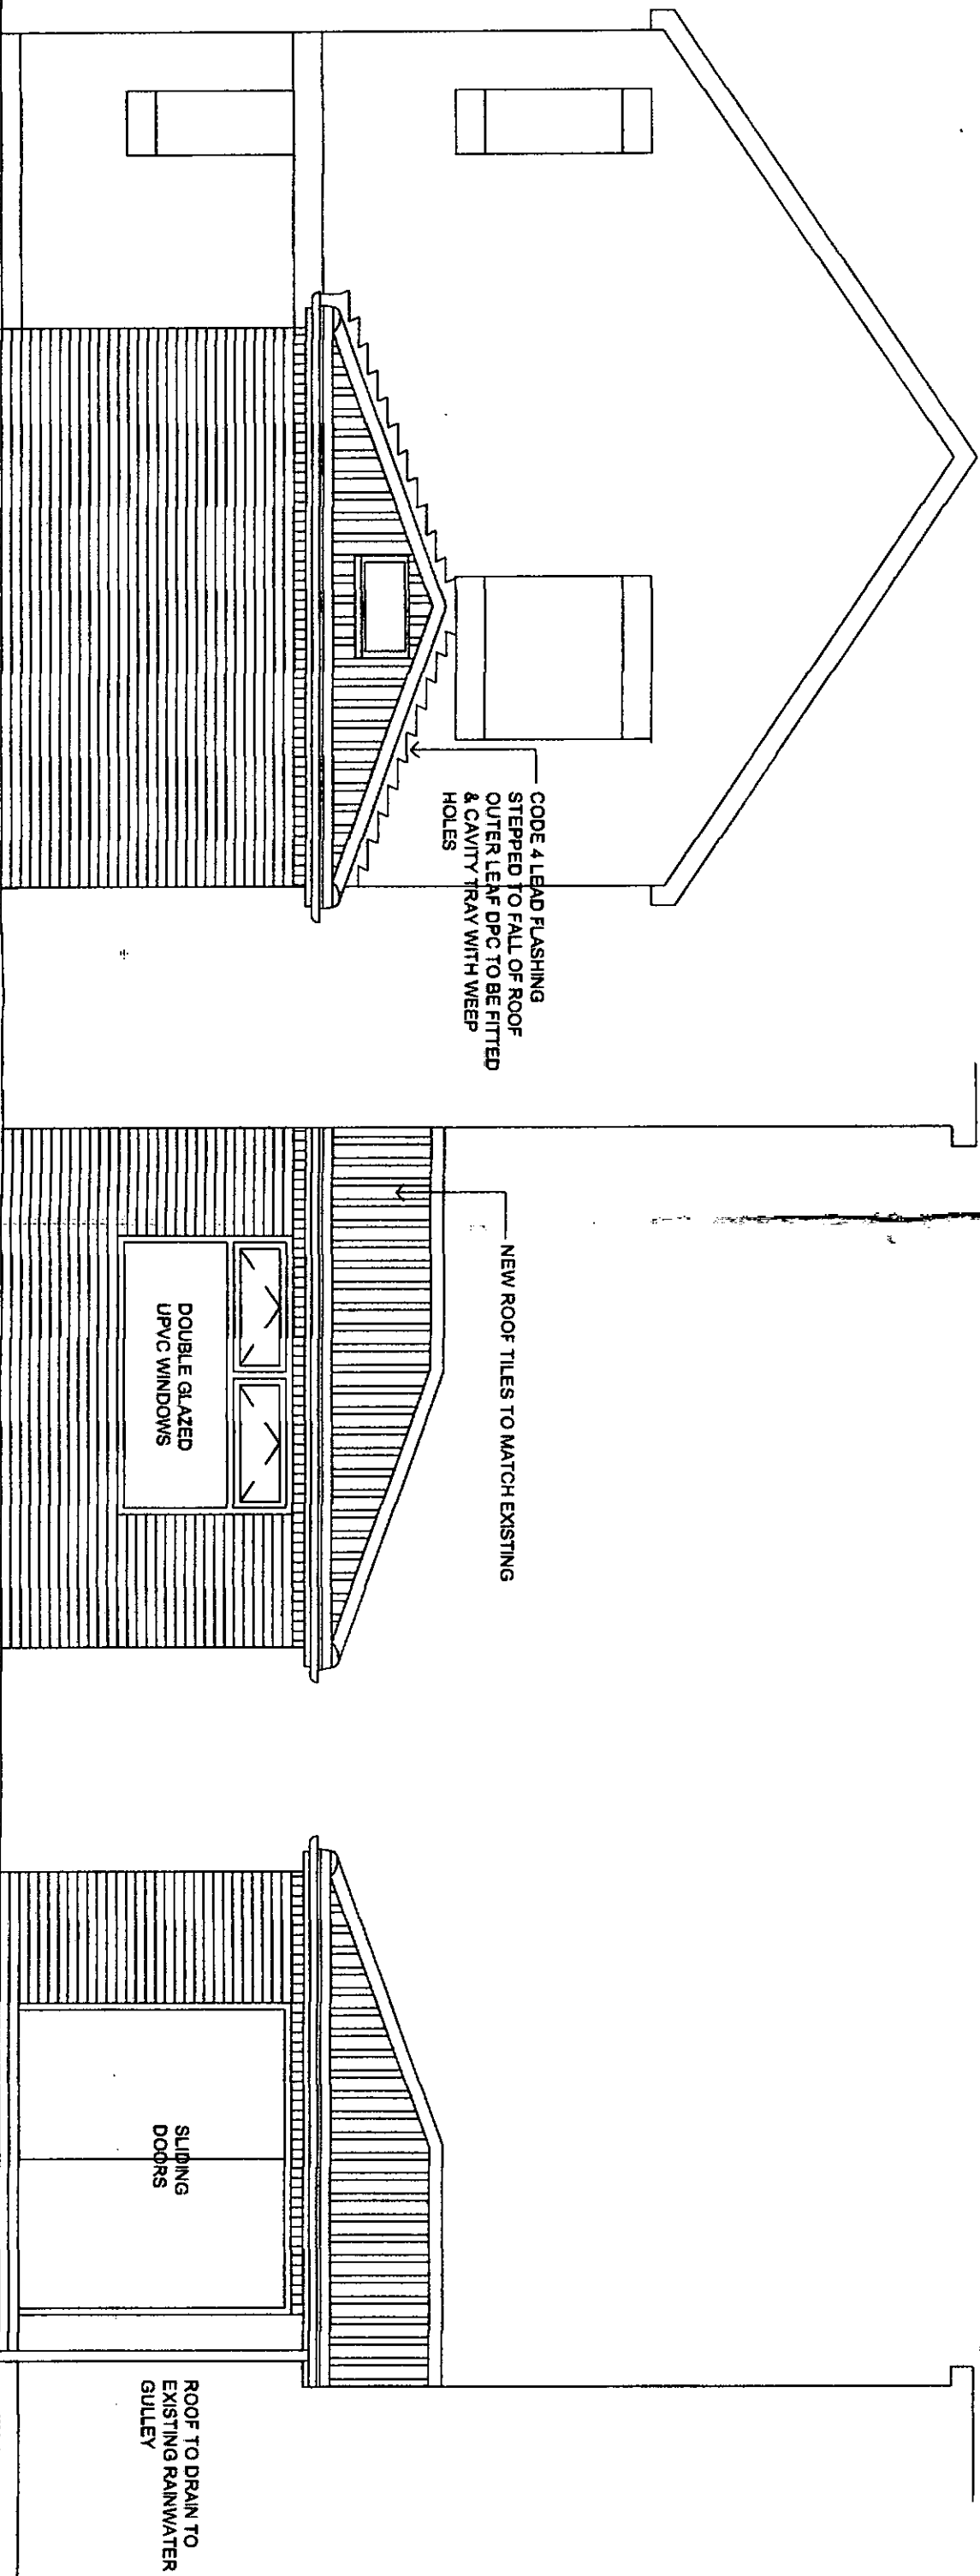 CODE 4 LEAD FLASHING
STEPPED TO FALL OF ROOF
OUTER LEAF DPC TO BE FITTED
& CAVITY TRAY WITH WEEP
HOLES
NEW ROOF TILES TO MATCH EXISTING
DOUBLE GLAZED
UPVC WINDOWS
SLIDING
DOORS
ROOF TO DRAIN TO
EXISTING RAINWATER
GULLEY